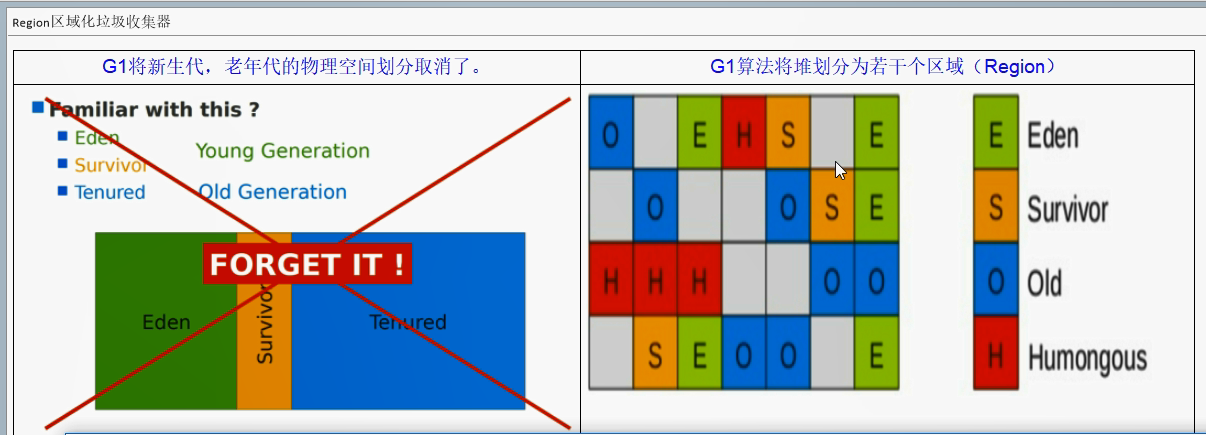 Region区域化垃圾收集器
G1将新生代，老年代的物理空间划分取消了。
Familiar with this ?
Eden
Survivor
Tenured
Young Generation
Old Generation
FORGET IT !
Eden
Survivor
Tenured
G1算法将堆划分为若干个区域（Region）
O E H S E
O O S E
H H H O O
S E O O E
E Eden
S Survivor
O Old
H Humongous